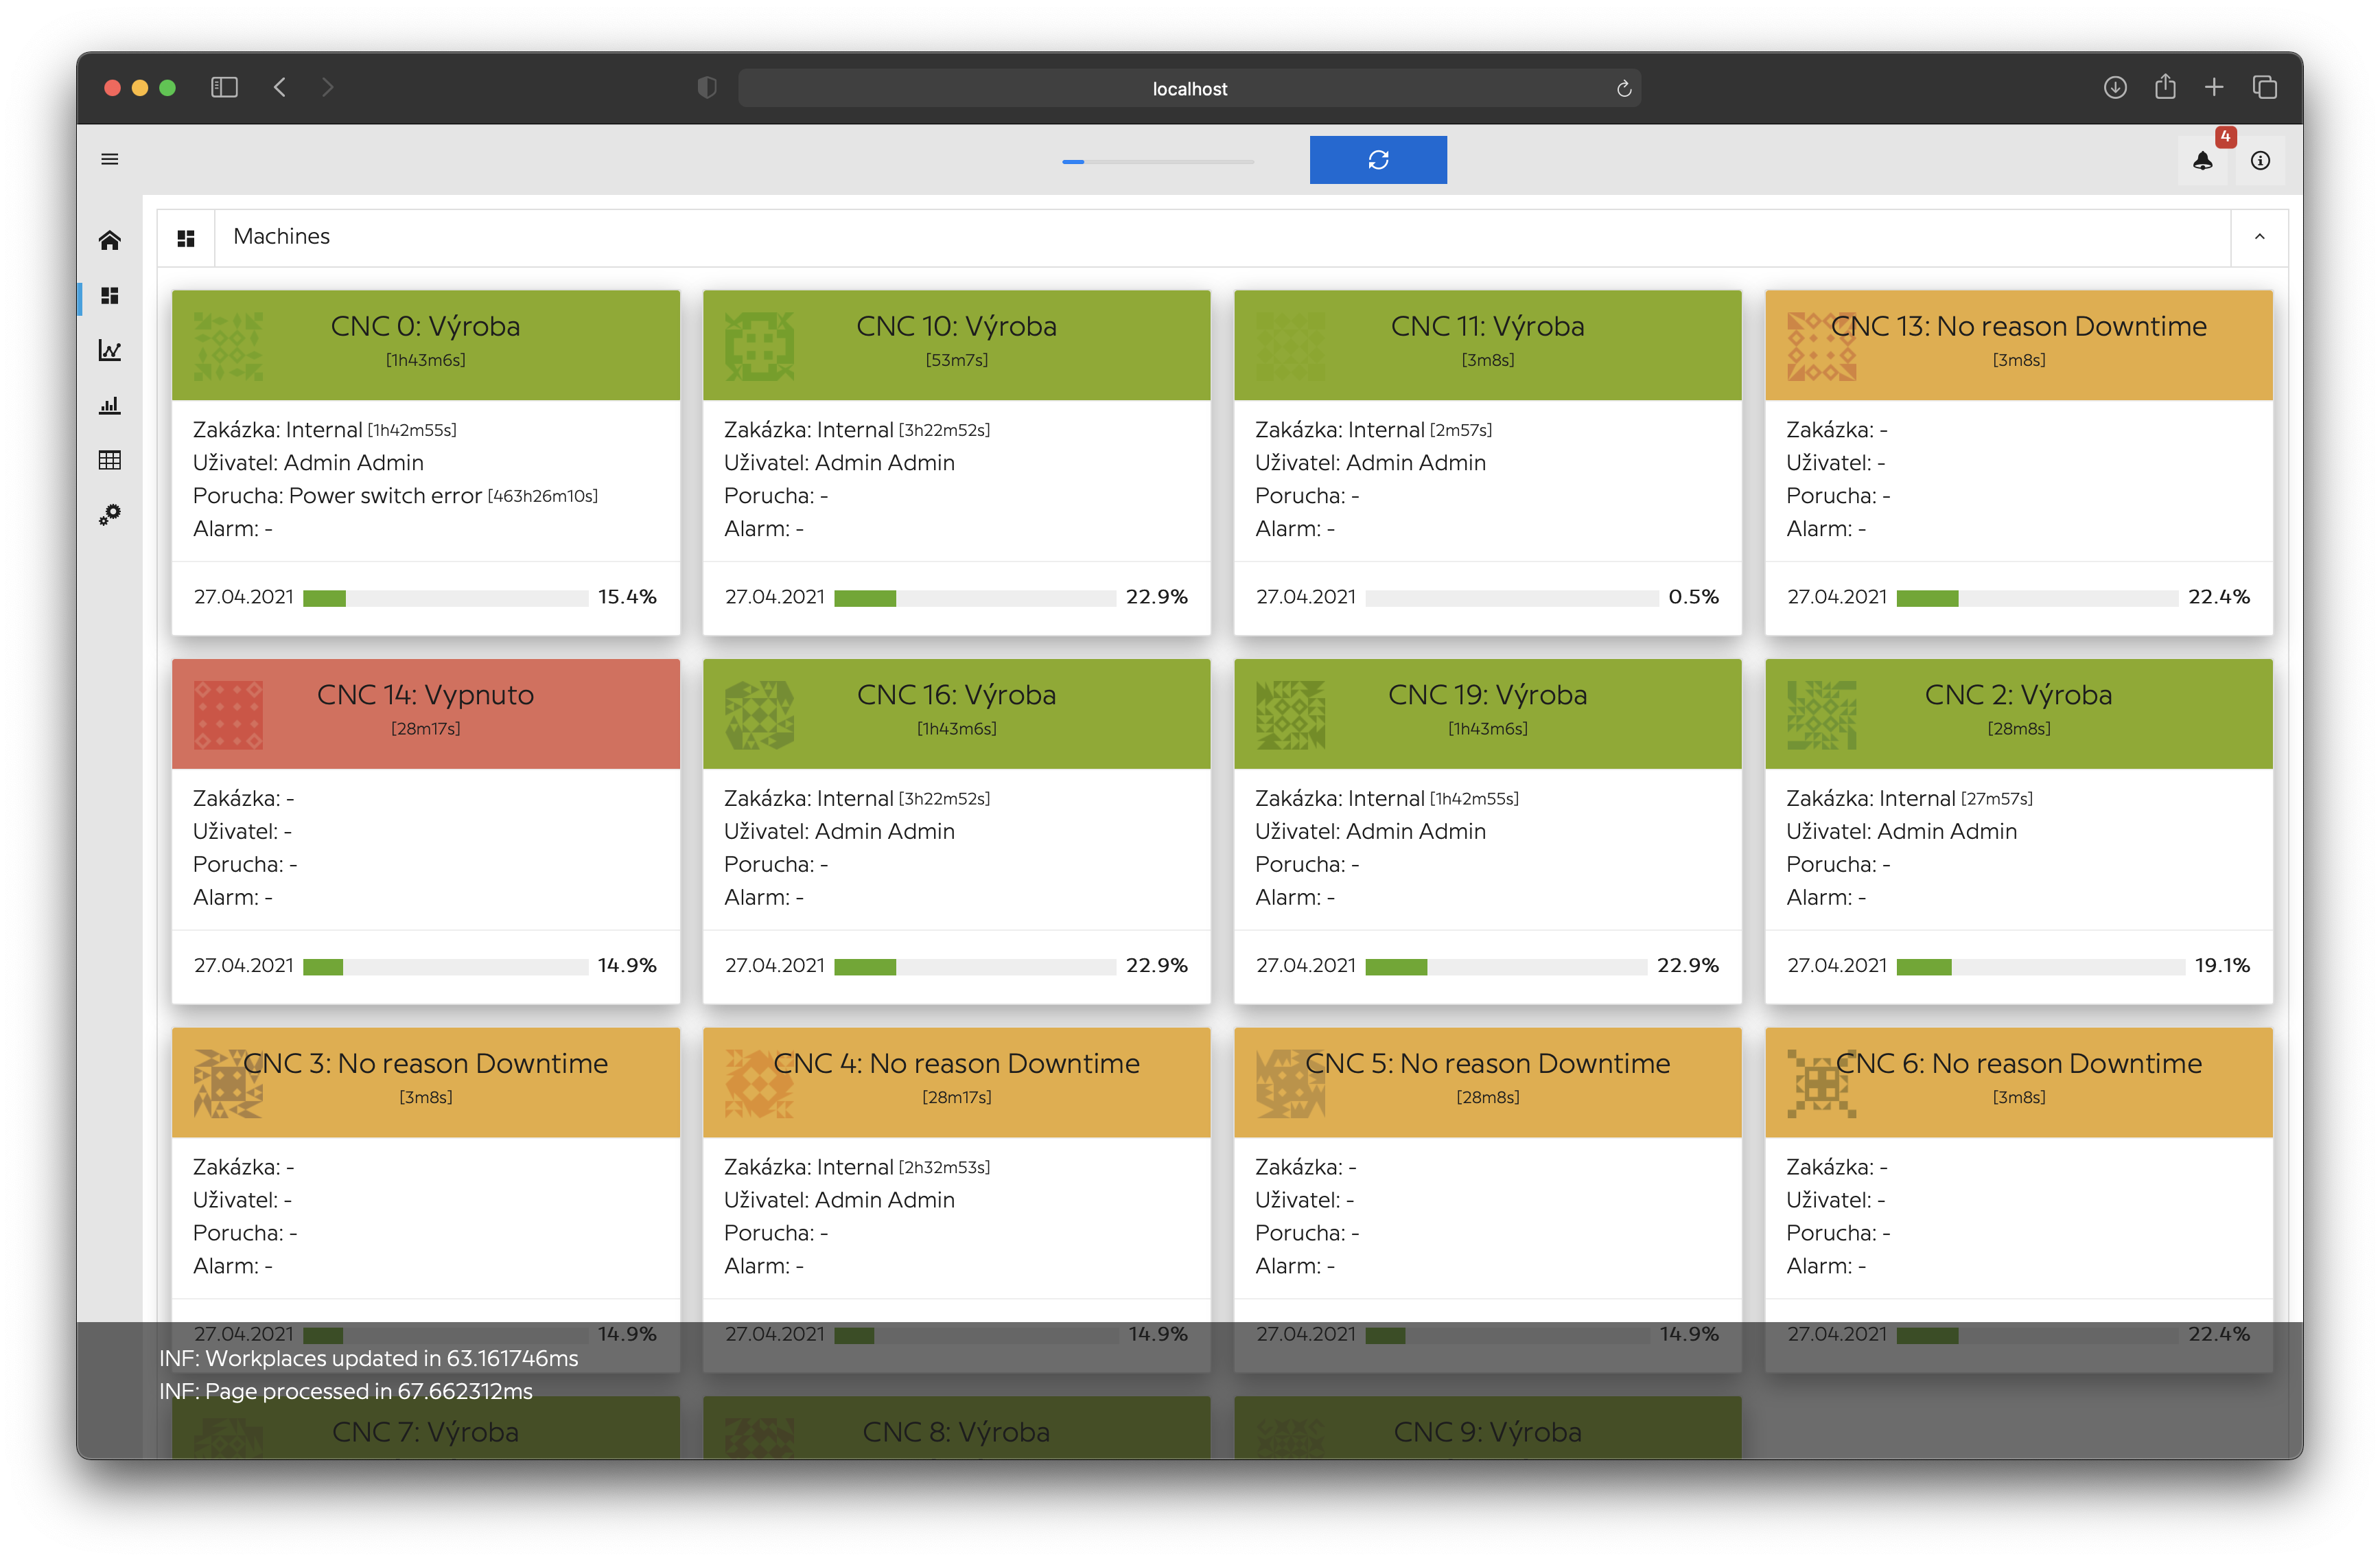 localhost
4
Machines
CNC 0: Výroba
[1h43m6s]
Zakázka: Internal [1h42m55s]
Uživatel: Admin Admin
Porucha: Power switch error [463h26m10s]
Alarm: -
27.04.2021 15.4%
CNC 10: Výroba
[53m7s]
Zakázka: Internal [3h22m52s]
Uživatel: Admin Admin
Porucha: -
Alarm: -
27.04.2021 22.9%
CNC 11: Výroba
[3m8s]
Zakázka: Internal [2m57s]
Uživatel: Admin Admin
Porucha: -
Alarm: -
27.04.2021 0.5%
CNC 13: No reason Downtime
[3m8s]
Zakázka: -
Uživatel: -
Porucha: -
Alarm: -
27.04.2021 22.4%
CNC 14: Vypnuto
[28m17s]
Zakázka: -
Uživatel: -
Porucha: -
Alarm: -
27.04.2021 14.9%
CNC 16: Výroba
[1h43m6s]
Zakázka: Internal [3h22m52s]
Uživatel: Admin Admin
Porucha: -
Alarm: -
27.04.2021 22.9%
CNC 19: Výroba
[1h43m6s]
Zakázka: Internal [1h42m55s]
Uživatel: Admin Admin
Porucha: -
Alarm: -
27.04.2021 22.9%
CNC 2: Výroba
[28m8s]
Zakázka: Internal [27m57s]
Uživatel: Admin Admin
Porucha: -
Alarm: -
27.04.2021 19.1%
CNC 3: No reason Downtime
[3m8s]
Zakázka: -
Uživatel: -
Porucha: -
Alarm: -
27.04.2021 14.9%
CNC 4: No reason Downtime
[28m17s]
Zakázka: Internal [2h32m53s]
Uživatel: Admin Admin
Porucha: -
Alarm: -
27.04.2021 14.9%
CNC 5: No reason Downtime
[28m8s]
Zakázka: -
Uživatel: -
Porucha: -
Alarm: -
27.04.2021 14.9%
CNC 6: No reason Downtime
[3m8s]
Zakázka: -
Uživatel: -
Porucha: -
Alarm: -
27.04.2021 22.4%
INF: Workplaces updated in 63.161746ms
INF: Page processed in 67.662312ms
CNC 7: Výroba
CNC 8: Výroba
CNC 9: Výroba